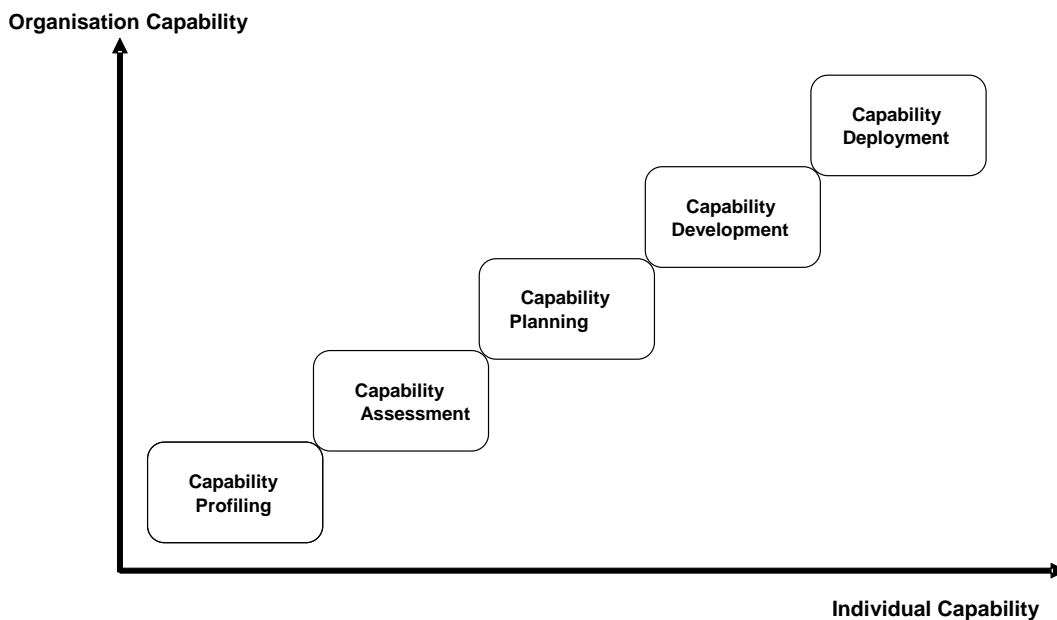 Organisation Capability
Capability
Deployment
Capability
Development
Capability
Planning
Capability
Assessment
Capability
Profiling
Individual Capability